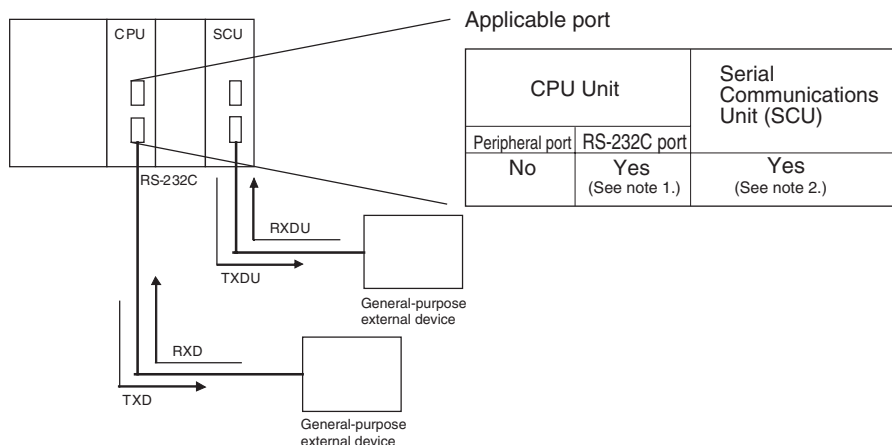 Applicable port
CPU
SCU
CPU Unit
Serial
Communications
Unit (SCU)
Peripheral port
RS-232C port
No
Yes
(See note 1.)
Yes
(See note 2.)
RS-232C
RXDU
TXDU
General-purpose
external device
RXD
TXD
General-purpose
external device